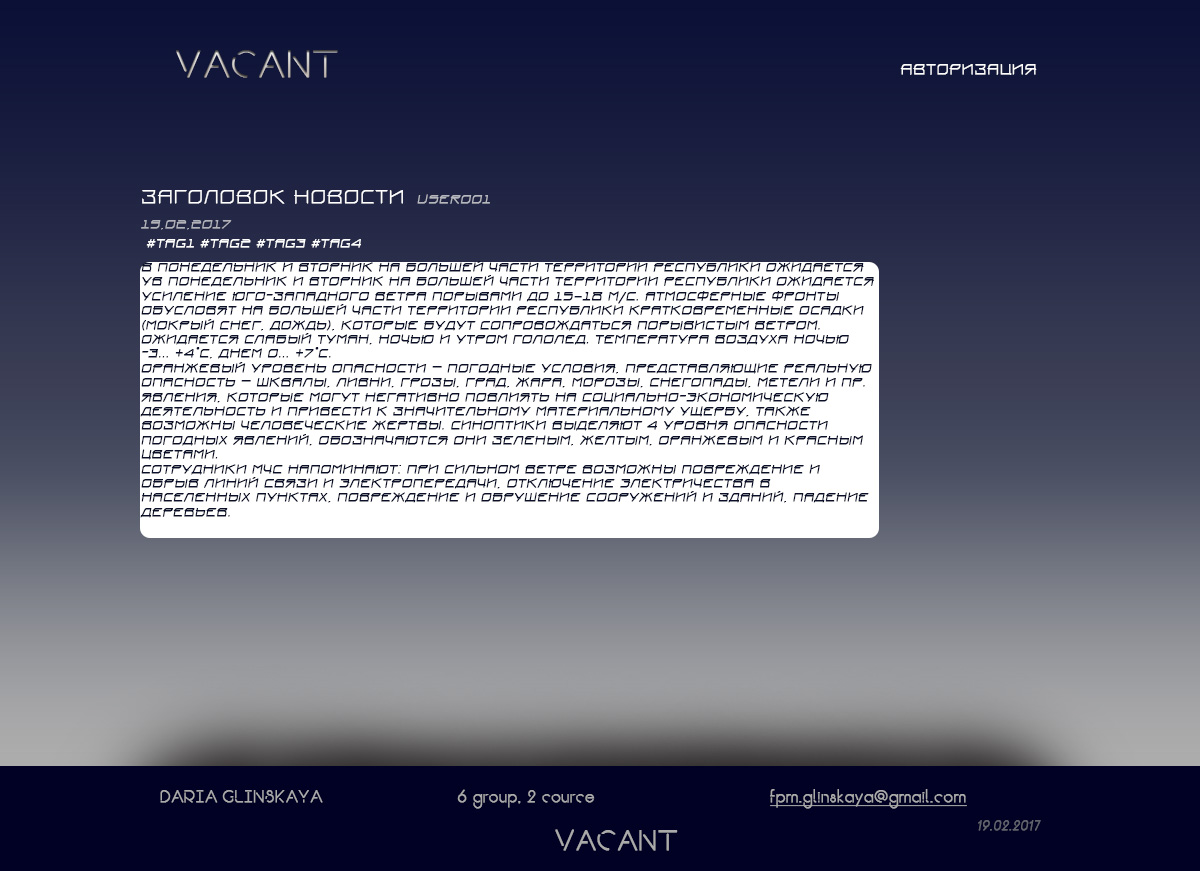 VACANT
АВТОРИЗАЦИЯ
ЗАГОЛОВОК НОВОСТИ USER001
19.02.2017
#TAG1 #TAG2 #TAG3 #TAG4
В ПОНЕДЕЛЬНИК И ВТОРНИК НА БОЛЬШЕЙ ЧАСТИ ТЕРРИТОРИИ РЕСПУБЛИКИ ОЖИДАЕТСЯ
УВ ПОНЕДЕЛЬНИК И ВТОРНИК НА БОЛЬШЕЙ ЧАСТИ ТЕРРИТОРИИ РЕСПУБЛИКИ ОЖИДАЕТСЯ
УСИЛЕНИЕ ЮГО-ЗАПАДНОГО ВЕТРА ПОРЫВАМИ ДО 15–18 М/С. АТМОСФЕРНЫЕ ФРОНТЫ
ОБУСЛОВЯТ НА БОЛЬШЕЙ ЧАСТИ ТЕРРИТОРИИ РЕСПУБЛИКИ КРАТКОВРЕМЕННЫЕ ОСАДКИ
(МОКРЫЙ СНЕГ, ДОЖДЬ), КОТОРЫЕ БУДУТ СОПРОВОЖДАТЬСЯ ПОРЫВИСТЫМ ВЕТРОМ.
ОЖИДАЕТСЯ СЛАБЫЙ ТУМАН, НОЧЬЮ И УТРОМ ГОЛОЛЕД. ТЕМПЕРАТУРА ВОЗДУХА НОЧЬЮ
-3... +4°С, ДНЕМ 0... +7°С.
ОРАНЖЕВЫЙ УРОВЕНЬ ОПАСНОСТИ – ПОГОДНЫЕ УСЛОВИЯ, ПРЕДСТАВЛЯЮЩИЕ РЕАЛЬНУЮ
ОПАСНОСТЬ – ШКВАЛЫ, ЛИВНИ, ГРОЗЫ, ГРАД, ЖАРА, МОРОЗЫ, СНЕГОПАДЫ, МЕТЕЛИ И ПР.
ЯВЛЕНИЯ, КОТОРЫЕ МОГУТ НЕГАТИВНО ПОВЛИЯТЬ НА СОЦИАЛЬНО-ЭКОНОМИЧЕСКУЮ
ДЕЯТЕЛЬНОСТЬ И ПРИВЕСТИ К ЗНАЧИТЕЛЬНОМУ МАТЕРИАЛЬНОМУ УЩЕРБУ, ТАКЖЕ
ВОЗМОЖНЫ ЧЕЛОВЕЧЕСКИЕ ЖЕРТВЫ. СИНОПТИКИ ВЫДЕЛЯЮТ 4 УРОВНЯ ОПАСНОСТИ
ПОГОДНЫХ ЯВЛЕНИЙ, ОБОЗНАЧАЮТСЯ ОНИ ЗЕЛЕНЫМ, ЖЕЛТЫМ, ОРАНЖЕВЫМ И КРАСНЫМ
ЦВЕТАМИ.
СОТРУДНИКИ МЧС НАПОМИНАЮТ: ПРИ СИЛЬНОМ ВЕТРЕ ВОЗМОЖНЫ ПОВРЕЖДЕНИЕ И
ОБРЫВ ЛИНИЙ СВЯЗИ И ЭЛЕКТРОПЕРЕДАЧИ, ОТКЛЮЧЕНИЕ ЭЛЕКТРИЧЕСТВА В
НАСЕЛЕННЫХ ПУНКТАХ, ПОВРЕЖДЕНИЕ И ОБРУШЕНИЕ СООРУЖЕНИЙ И ЗДАНИЙ, ПАДЕНИЕ
ДЕРЕВЬЕВ.
DARIA GLINSKAYA 6 group, 2 cource fpm.glinskaya@gmail.com
19.02.2017
VACANT